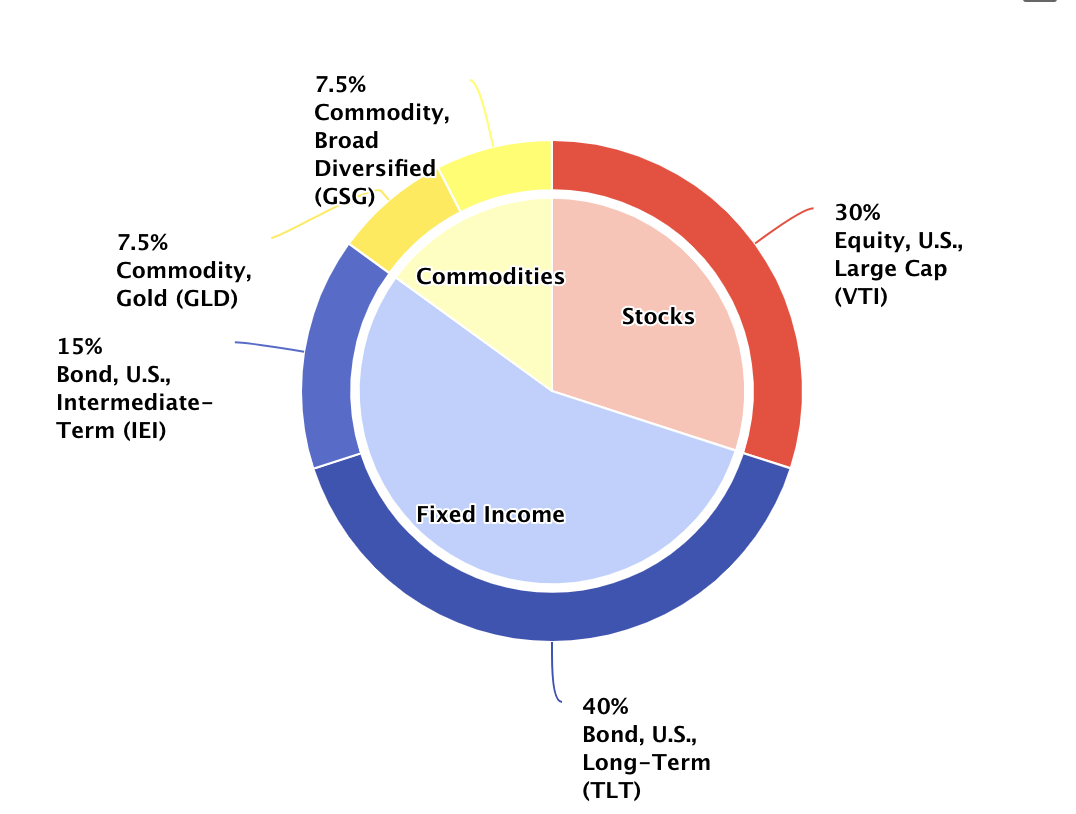 7.5%
Commodity,
Broad
Diversified
(GSG)
7.5%
Commodity,
Gold (GLD)
15%
Bond, U.S.,
Intermediate-
Term (IEI)
30%
Equity, U.S.,
Large Cap
(VTI)
Commodities
Stocks
Fixed Income
40%
Bond, U.S.,
Long-Term
(TLT)